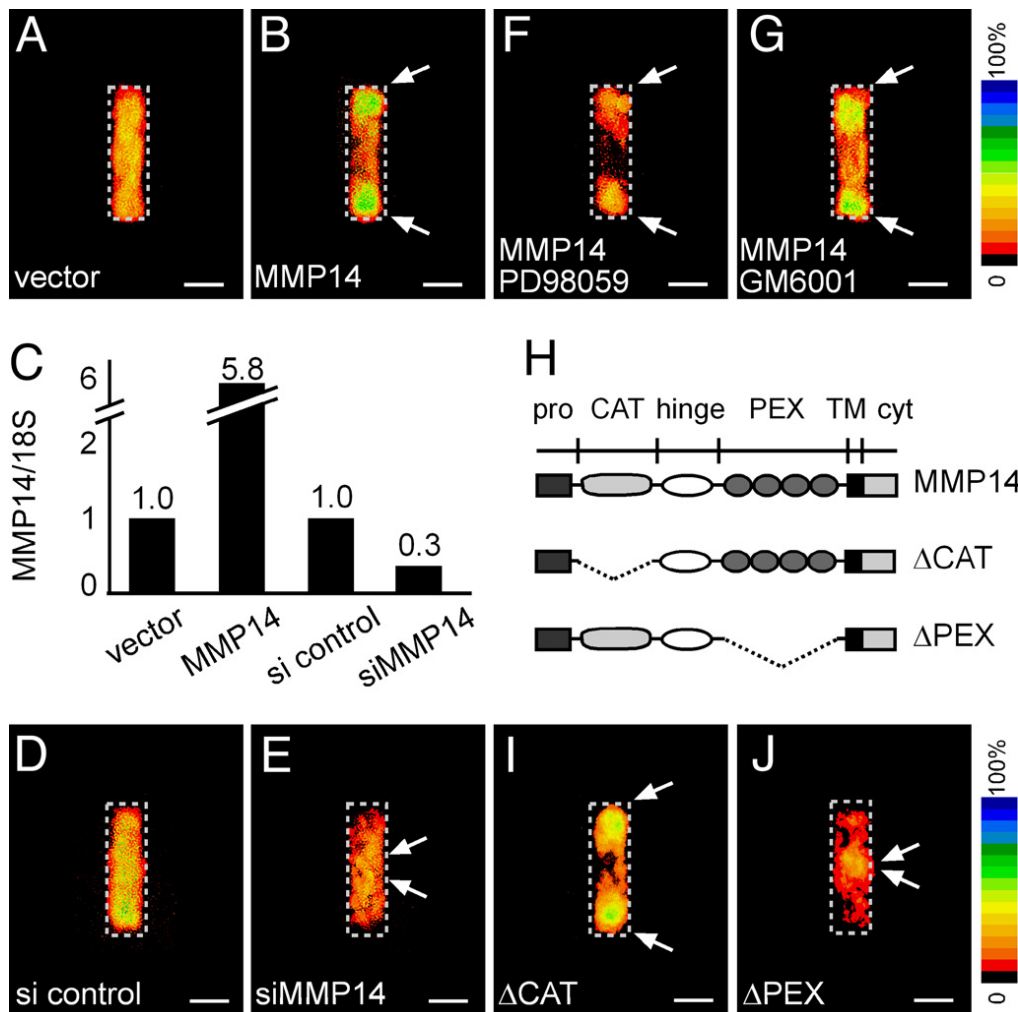 A
vector
B
MMP14
F
MMP14
PD98059
G
MMP14
GM6001
100%
0
C
MMP14/18S
6
2
1
0
1.0
5.8
1.0
0.3
vector
MMP14
si control
siMMP14
H
pro CAT hinge PEX TM cyt
MMP14
ΔCAT
ΔPEX
D
si control
E
siMMP14
I
ΔCAT
J
ΔPEX
100%
0